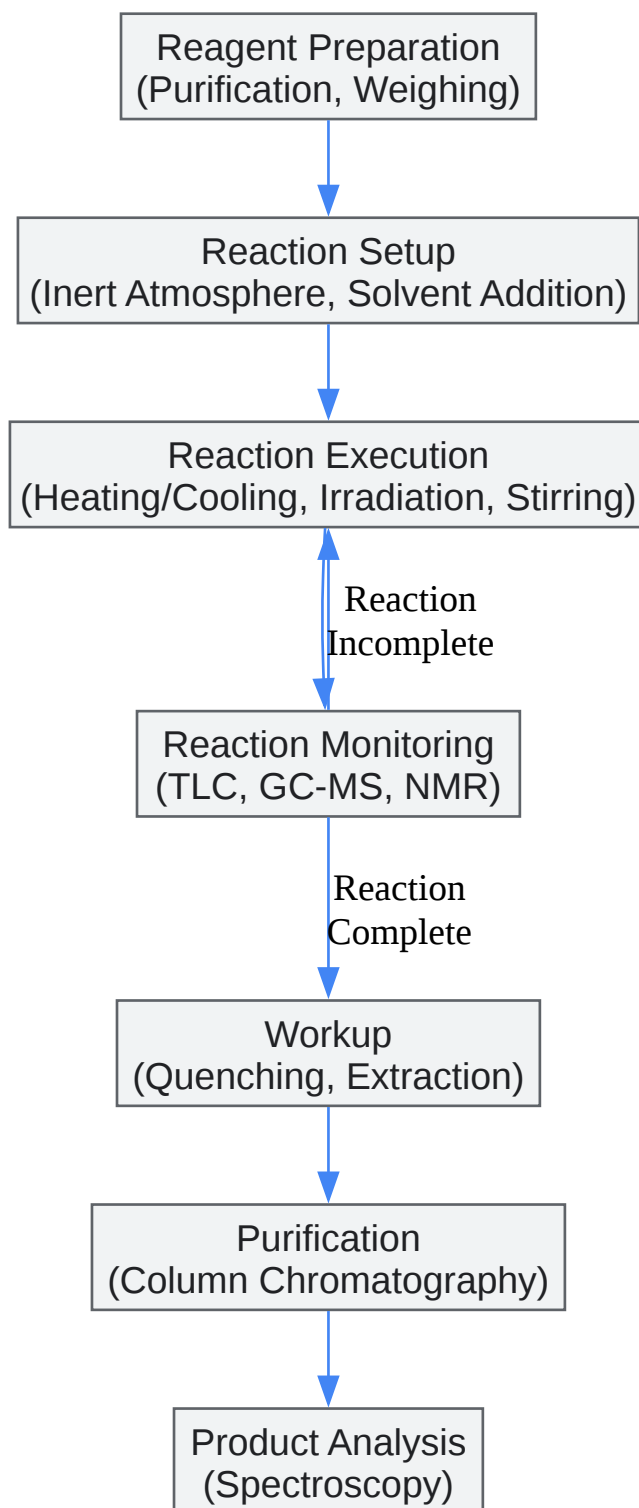 Reagent Preparation
(Purification, Weighing)
Reaction Setup
(Inert Atmosphere, Solvent Addition)
Reaction Execution
(Heating/Cooling, Irradiation, Stirring)
Reaction
Incomplete
Reaction Monitoring
(TLC, GC-MS, NMR)
Reaction
Complete
Workup
(Quenching, Extraction)
Purification
(Column Chromatography)
Product Analysis
(Spectroscopy)